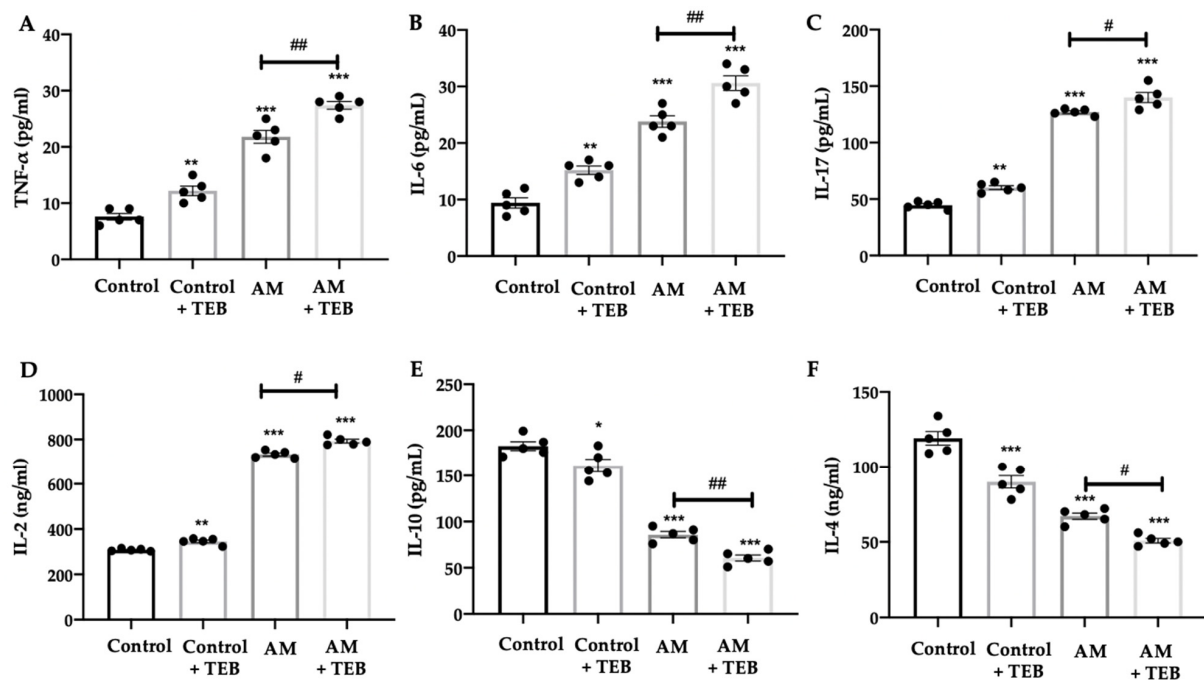 A
TNF-α (pg/ml)
40
30
20
10
0
**
***
##
***
Control
Control
+ TEB
AM
AM
+ TEB
B
IL-6 (pg/mL)
40
30
20
10
0
**
***
##
***
Control
Control
+ TEB
AM
AM
+ TEB
C
IL-17 (pg/mL)
200
150
100
50
0
**
***
#
***
Control
Control
+ TEB
AM
AM
+ TEB
D
IL-2 (ng/ml)
1000
800
600
400
200
0
**
***
#
***
Control
Control
+ TEB
AM
AM
+ TEB
E
IL-10 (pg/mL)
250
200
150
100
50
0
*
***
##
***
Control
Control
+ TEB
AM
AM
+ TEB
F
IL-4 (ng/ml)
150
100
50
0
***
***
#
***
Control
Control
+ TEB
AM
AM
+ TEB